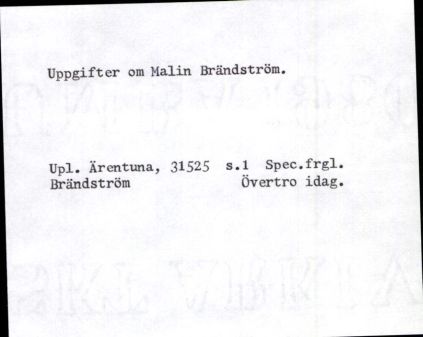 Uppgifter om Malin Brändström.
Upl. Ärentuna, 31525 s.1 Spec.frgl.
Brändström Övertro idag.